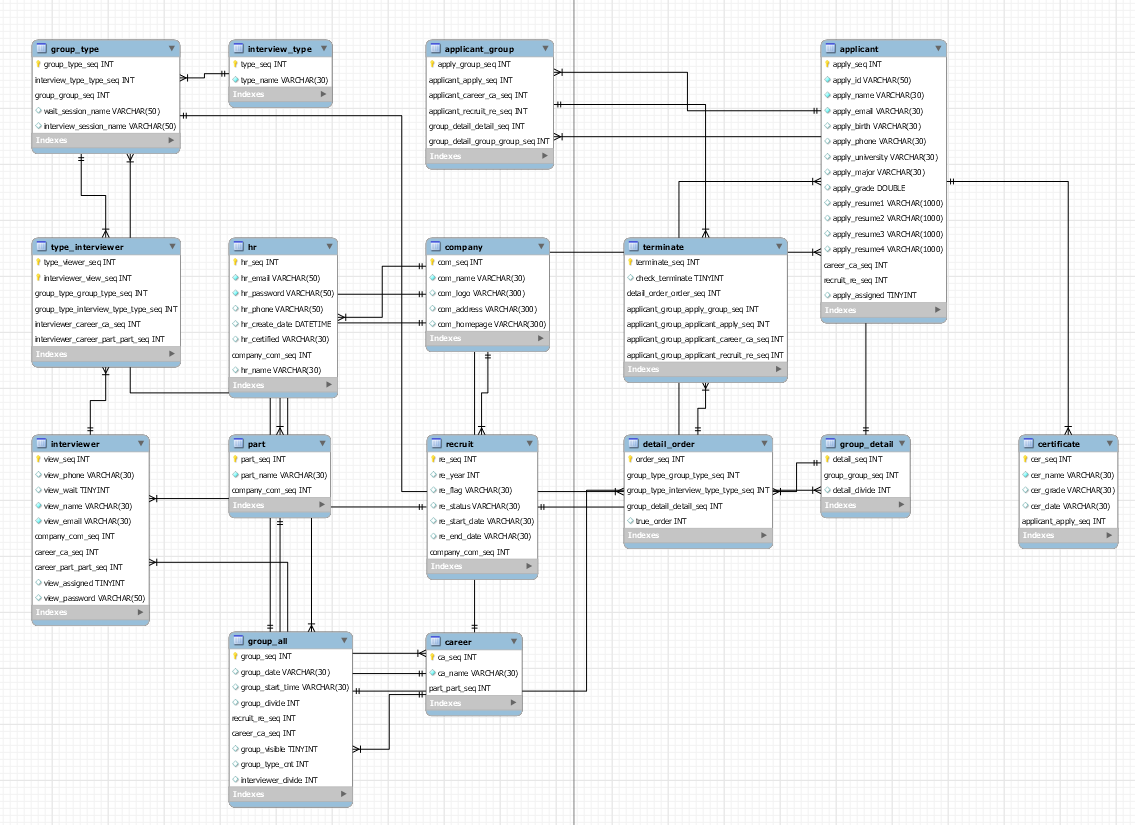 group_type
group_type_seq INT
interview_type_type_seq INT
group_group_seq INT
wait_session_name VARCHAR(50)
interview_session_name VARCHAR(50)
Indexes
interview_type
type_seq INT
type_name VARCHAR(30)
Indexes
applicant_group
apply_group_seq INT
applicant_apply_seq INT
applicant_career_ca_seq INT
applicant_recruit_re_seq INT
group_detail_detail_seq INT
group_detail_group_group_seq INT
Indexes
applicant
apply_seq INT
apply_id VARCHAR(50)
apply_name VARCHAR(30)
apply_email VARCHAR(30)
apply_birth VARCHAR(30)
apply_phone VARCHAR(30)
apply_university VARCHAR(30)
apply_major VARCHAR(30)
apply_grade DOUBLE
apply_resume1 VARCHAR(1000)
apply_resume2 VARCHAR(1000)
apply_resume3 VARCHAR(1000)
apply_resume4 VARCHAR(1000)
career_ca_seq INT
recruit_re_seq INT
apply_assigned TINYINT
Indexes
type_interviewer
type_viewer_seq INT
interviewer_view_seq INT
group_type_group_type_seq INT
group_type_interview_type_type_seq INT
interviewer_career_ca_seq INT
interviewer_career_part_part_seq INT
Indexes
hr
hr_seq INT
hr_email VARCHAR(50)
hr_password VARCHAR(50)
hr_phone VARCHAR(50)
hr_create_date DATETIME
hr_certified VARCHAR(30)
company_com_seq INT
hr_name VARCHAR(30)
Indexes
company
com_seq INT
com_name VARCHAR(30)
com_logo VARCHAR(300)
com_address VARCHAR(300)
com_homepage VARCHAR(300)
Indexes
terminate
terminate_seq INT
check_terminate TINYINT
detail_order_order_seq INT
applicant_group_apply_group_seq INT
applicant_group_applicant_apply_seq INT
applicant_group_applicant_career_ca_seq INT
applicant_group_applicant_recruit_re_seq INT
Indexes
interviewer
view_seq INT
view_phone VARCHAR(30)
view_wait TINYINT
view_name VARCHAR(30)
view_email VARCHAR(30)
company_com_seq INT
career_ca_seq INT
career_part_part_seq INT
view_assigned TINYINT
view_password VARCHAR(50)
Indexes
part
part_seq INT
part_name VARCHAR(30)
company_com_seq INT
Indexes
recruit
re_seq INT
re_year INT
re_flag VARCHAR(30)
re_status VARCHAR(30)
re_start_date VARCHAR(30)
re_end_date VARCHAR(30)
company_com_seq INT
Indexes
detail_order
order_seq INT
group_type_group_type_seq INT
group_type_interview_type_type_seq INT
group_detail_detail_seq INT
true_order INT
Indexes
group_detail
detail_seq INT
group_group_seq INT
detail_divide INT
Indexes
certificate
cer_seq INT
cer_name VARCHAR(30)
cer_grade VARCHAR(30)
cer_date VARCHAR(30)
applicant_apply_seq INT
Indexes
group_all
group_seq INT
group_date VARCHAR(30)
group_start_time VARCHAR(30)
group_divide INT
recruit_re_seq INT
career_ca_seq INT
group_visible TINYINT
group_type_cnt INT
interviewer_divide INT
Indexes
career
ca_seq INT
ca_name VARCHAR(30)
part_part_seq INT
Indexes